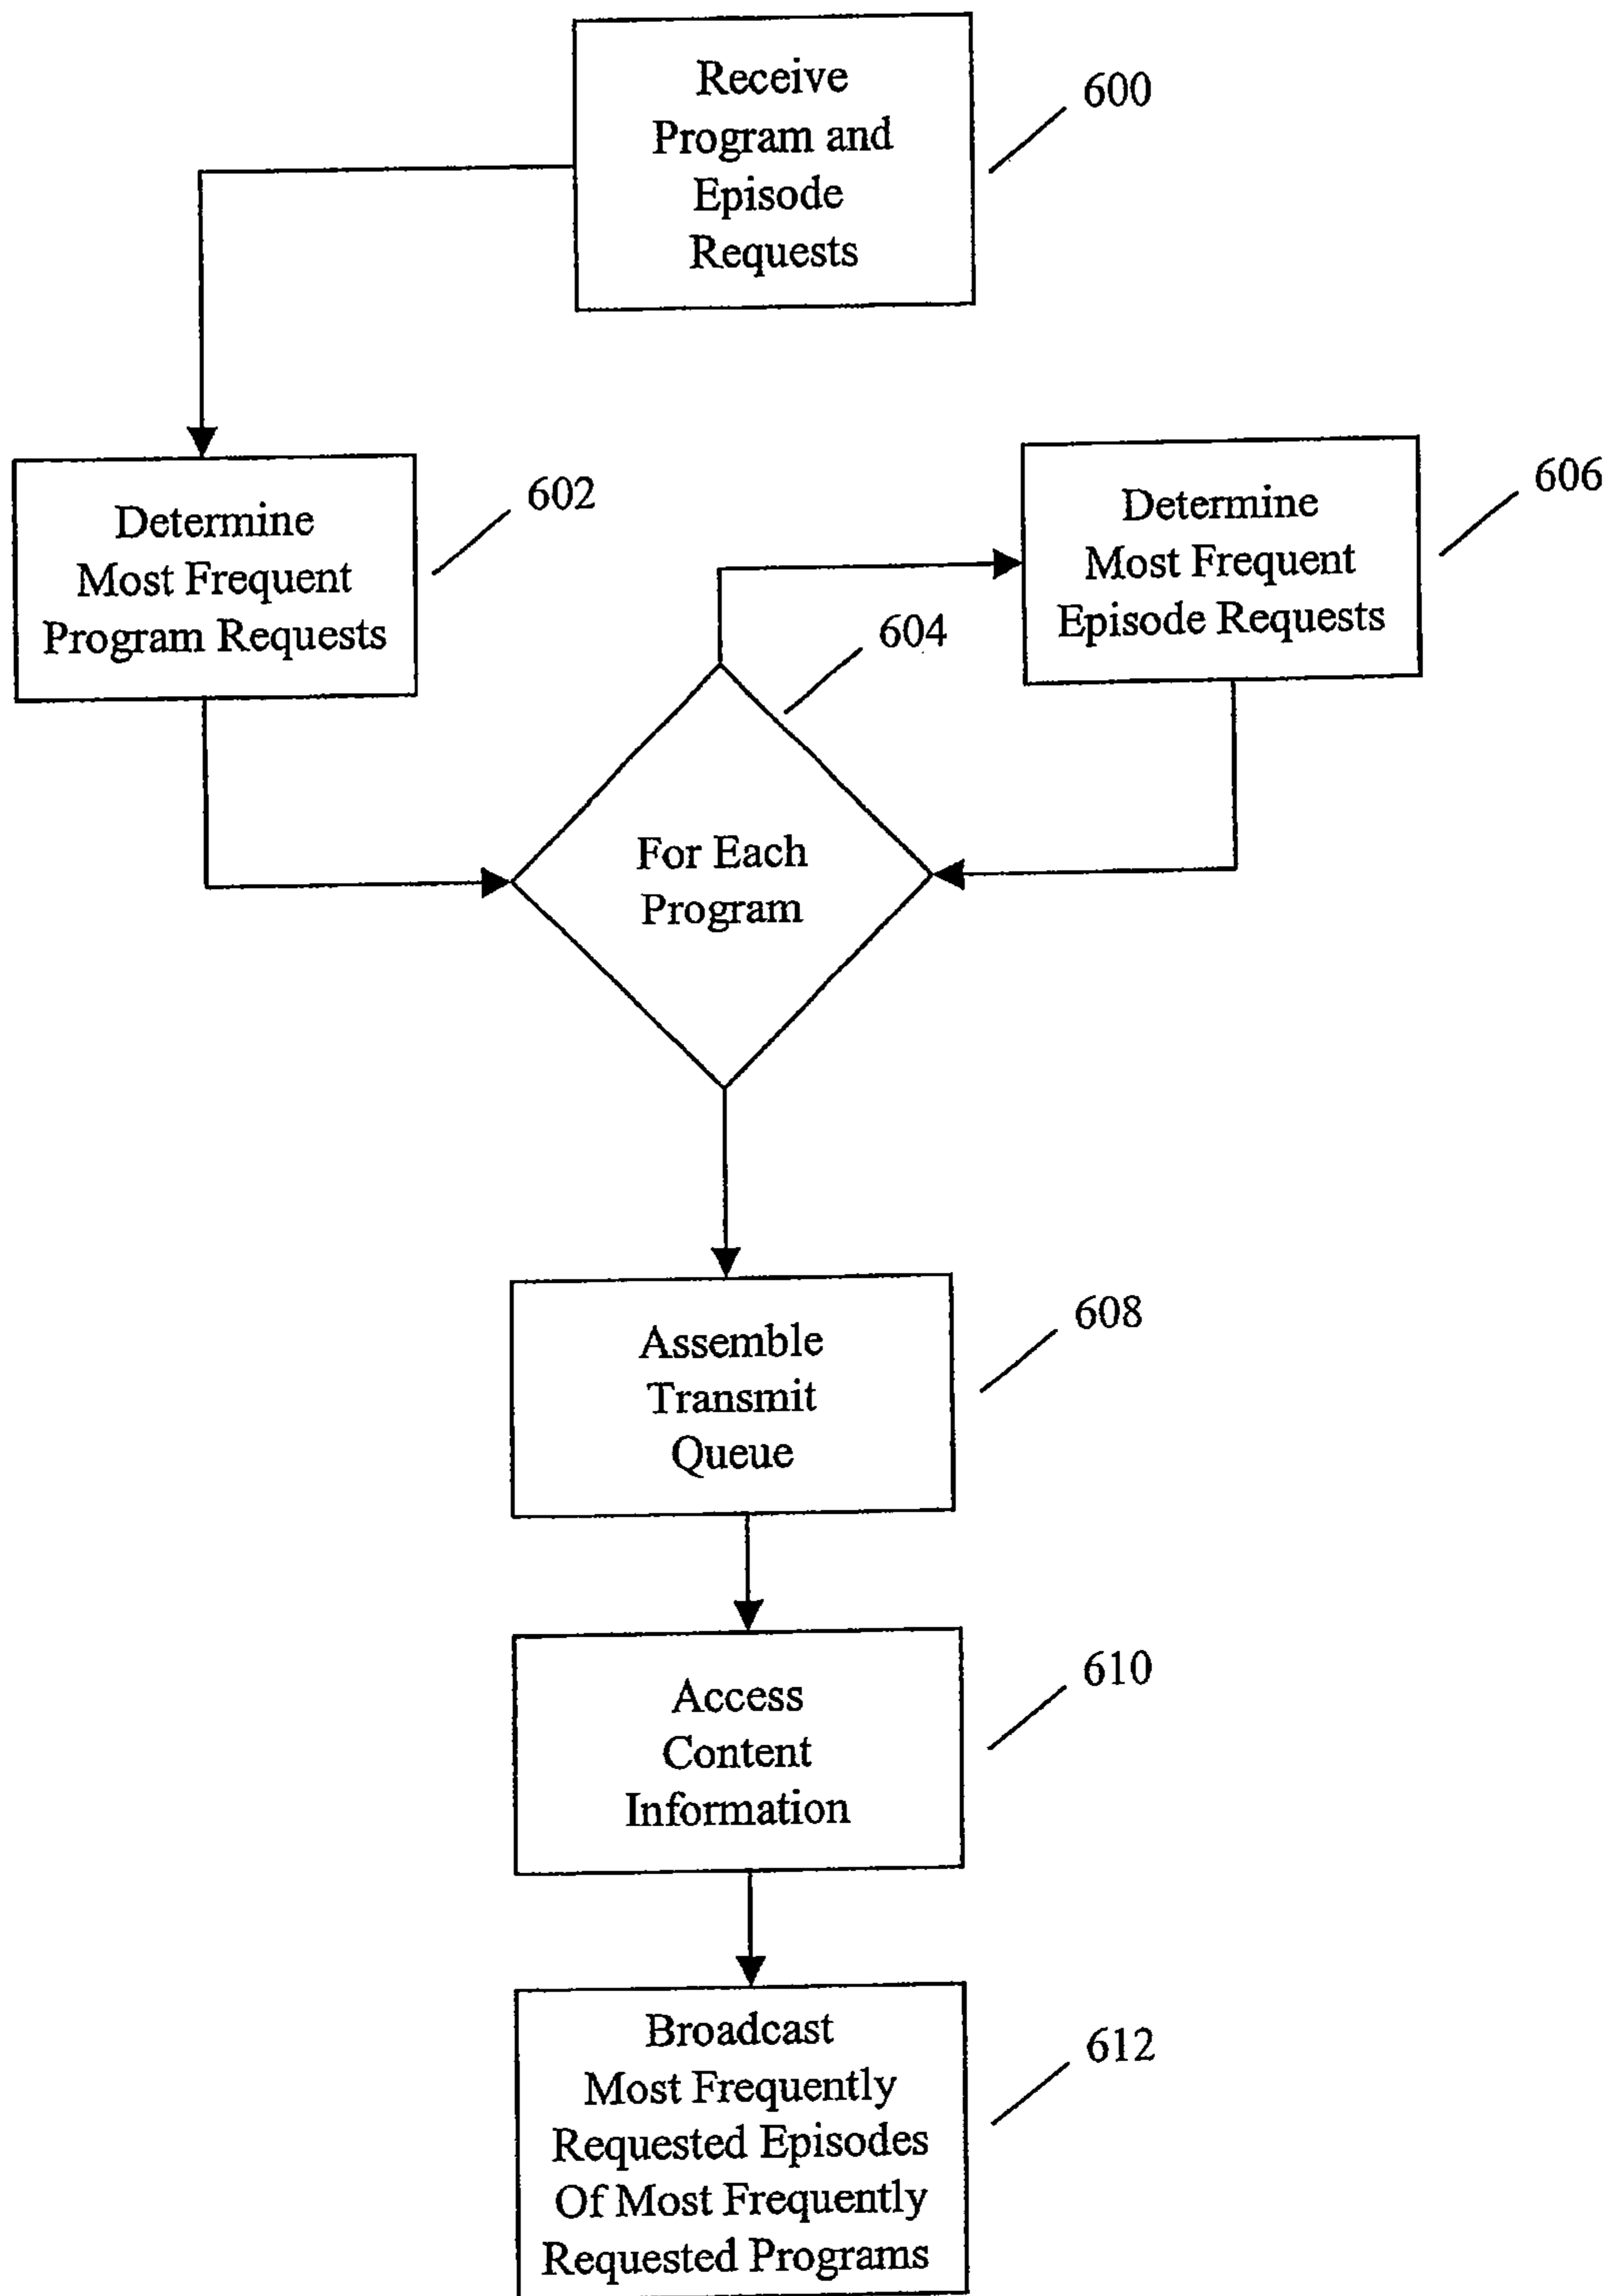 Receive
Program and
Episode
Requests
600
Determine
Most Frequent
Program Requests
602
Determine
Most Frequent
Episode Requests
606
604
For Each
Program
Assemble
Transmit
Queue
608
Access
Content
Information
610
Broadcast
Most Frequently
Requested Episodes
Of Most Frequently
Requested Programs
612